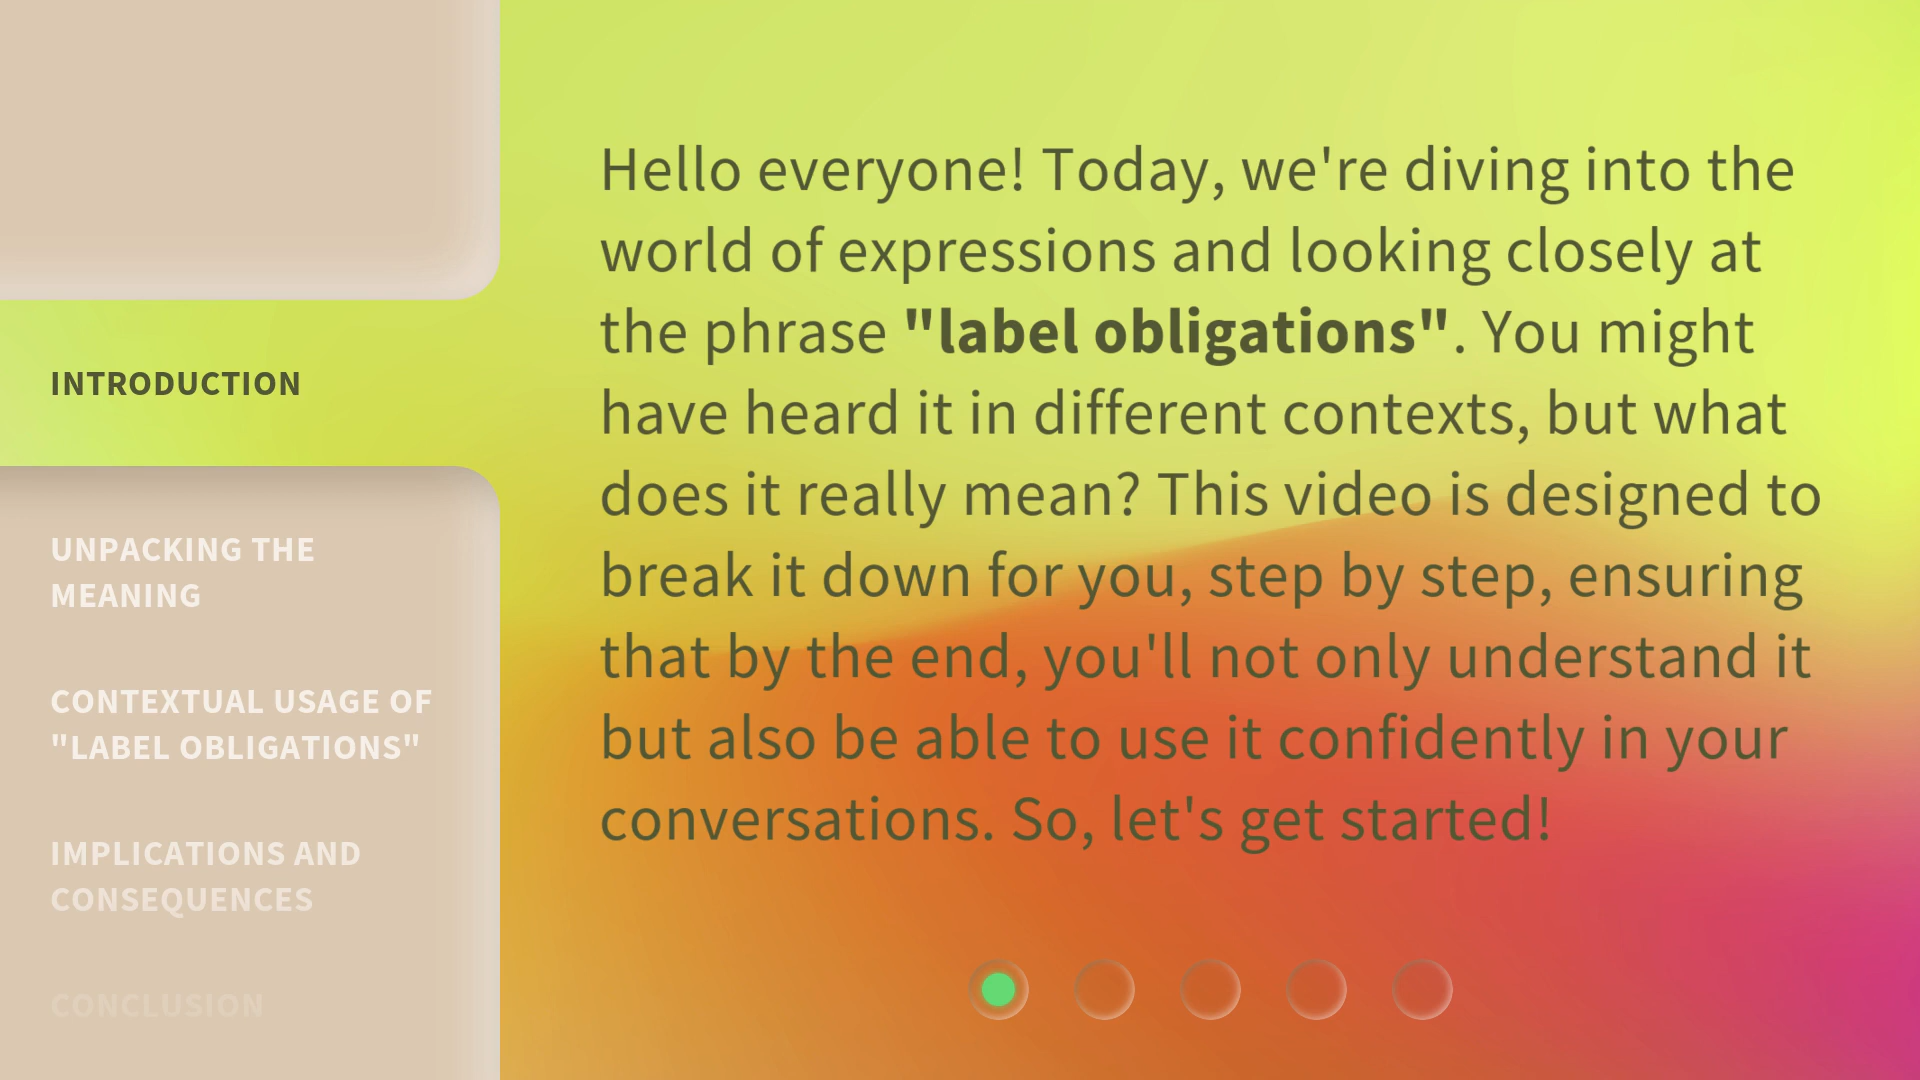 INTRODUCTION
UNPACKING THE
MEANING
CONTEXTUAL USAGE OF
"LABEL OBLIGATIONS"
IMPLICATIONS AND
CONSEQUENCES
CONCLUSION
Hello everyone! Today, we're diving into the
world of expressions and looking closely at
the phrase "label obligations". You might
have heard it in different contexts, but what
does it really mean? This video is designed to
break it down for you, step by step, ensuring
that by the end, you'll not only understand it
but also be able to use it confidently in your
conversations. So, let's get started!